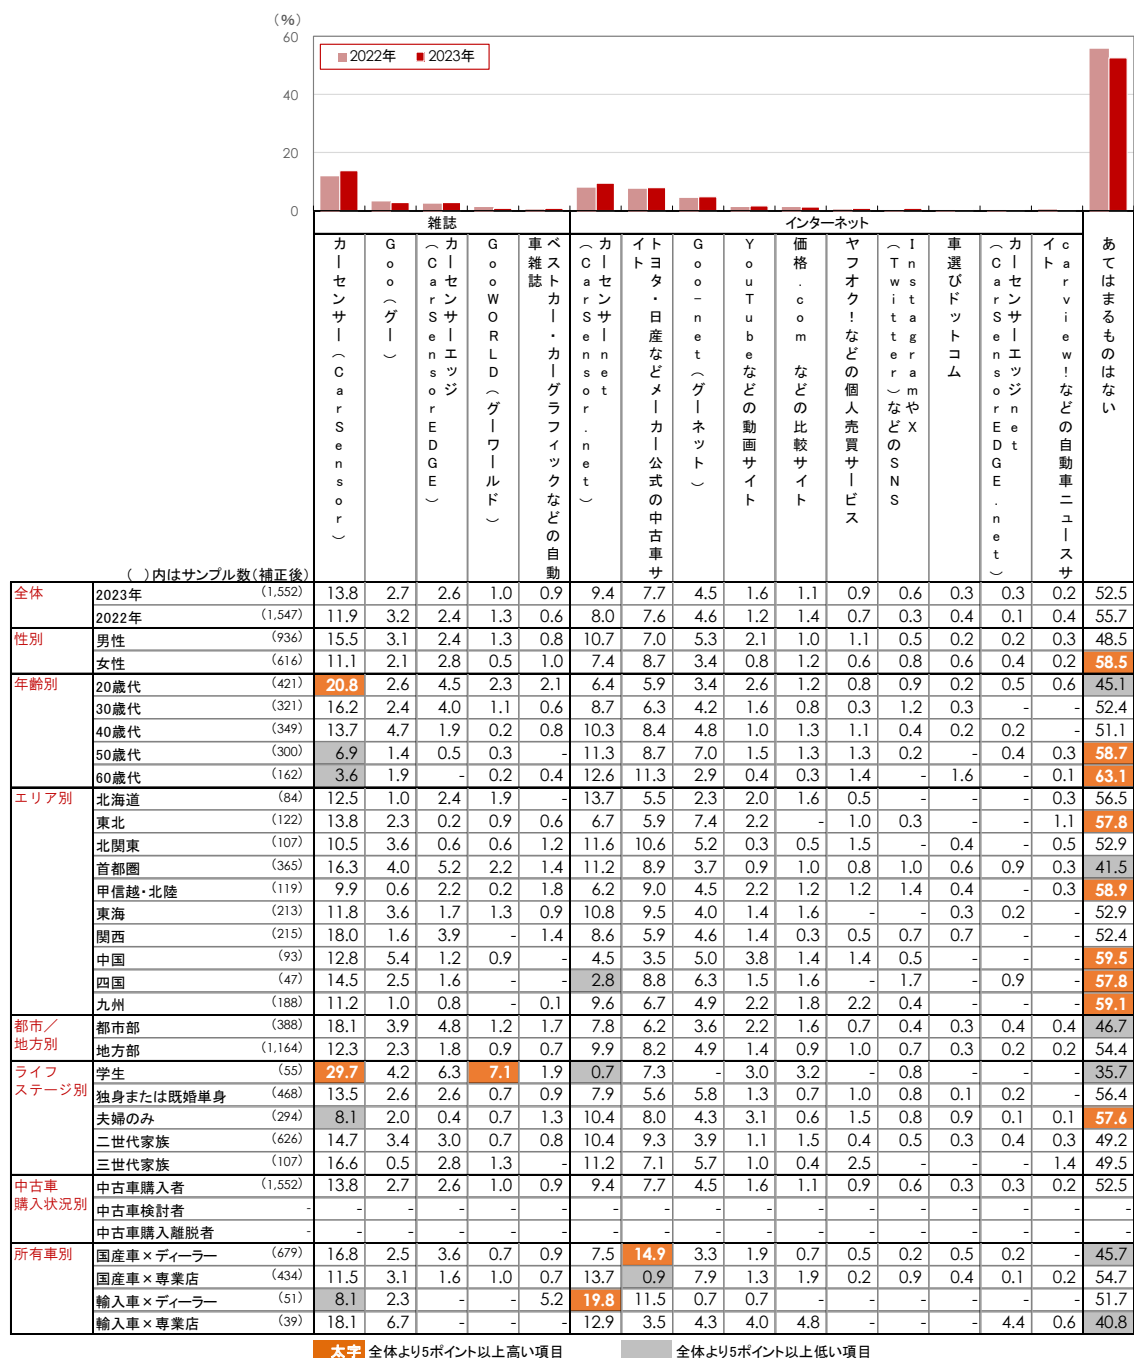 （％）
60
40
20
0
2022年 2023年
雑誌 インターネット
カーセンサー（CarSensor）
Goo（グー）
カーセンサーエッジ
（CarSensorEDGE）
GooWORLD（グーワールド）
ベストカー・カーグラフィックなどの自動
車雑誌
カーセンサーnet
（CarSensor.net）
トヨタ・日産などメーカー公式の中古車サ
イト
Goo-net（グーネット）
YouTubeなどの動画サイト
価格.com などの比較サイト
ヤフオク！などの個人売買サービス
InstagramやX
（Twitter）などのSNS
車選びドットコム
カーセンサーエッジnet
（CarSensorEDGE.net）
carview!などの自動車ニュースサ
イト
あてはまるものはない
（ ）内はサンプル数（補正後）
全体 2023年 (1,552) 13.8 2.7 2.6 1.0 0.9 9.4 7.7 4.5 1.6 1.1 0.9 0.6 0.3 0.3 0.2 52.5
2022年 (1,547) 11.9 3.2 2.4 1.3 0.6 8.0 7.6 4.6 1.2 1.4 0.7 0.3 0.4 0.1 0.4 55.7
性別 男性 (936) 15.5 3.1 2.4 1.3 0.8 10.7 7.0 5.3 2.1 1.0 1.1 0.5 0.2 0.2 0.3 48.5
女性 (616) 11.1 2.1 2.8 0.5 1.0 7.4 8.7 3.4 0.8 1.2 0.6 0.8 0.6 0.4 0.2 58.5
年齢別 20歳代 (421) 20.8 2.6 4.5 2.3 2.1 6.4 5.9 3.4 2.6 1.2 0.8 0.9 0.2 0.5 0.6 45.1
30歳代 (321) 16.2 2.4 4.0 1.1 0.6 8.7 6.3 4.2 1.6 0.8 0.3 1.2 0.3 - - 52.4
40歳代 (349) 13.7 4.7 1.9 0.2 0.8 10.3 8.4 4.8 1.0 1.3 1.1 0.4 0.2 0.2 - 51.1
50歳代 (300) 6.9 1.4 0.5 0.3 - 11.3 8.7 7.0 1.5 1.3 1.3 0.2 - 0.4 0.3 58.7
60歳代 (162) 3.6 1.9 - 0.2 0.4 12.6 11.3 2.9 0.4 0.3 1.4 - 1.6 - 0.1 63.1
エリア別 北海道 (84) 12.5 1.0 2.4 1.9 - 13.7 5.5 2.3 2.0 1.6 0.5 - - - 0.3 56.5
東北 (122) 13.8 2.3 0.2 0.9 0.6 6.7 5.9 7.4 2.2 - 1.0 0.3 - - 1.1 57.8
北関東 (107) 10.5 3.6 0.6 0.6 1.2 11.6 10.6 5.2 0.3 0.5 1.5 - 0.4 - 0.5 52.9
首都圏 (365) 16.3 4.0 5.2 2.2 1.4 11.2 8.9 3.7 0.9 1.0 0.8 1.0 0.6 0.9 0.3 41.5
甲信越・北陸 (119) 9.9 0.6 2.2 0.2 1.8 6.2 9.0 4.5 2.2 1.2 1.2 1.4 0.4 - 0.3 58.9
東海 (213) 11.8 3.6 1.7 1.3 0.9 10.8 9.5 4.0 1.4 1.6 - - 0.3 0.2 - 52.9
関西 (215) 18.0 1.6 3.9 - 1.4 8.6 5.9 4.6 1.4 0.3 0.5 0.7 0.7 - - 52.4
中国 (93) 12.8 5.4 1.2 0.9 - 4.5 3.5 5.0 3.8 1.4 1.4 0.5 - - - 59.5
四国 (47) 14.5 2.5 1.6 - - 2.8 8.8 6.3 1.5 1.6 - 1.7 - 0.9 - 57.8
九州 (188) 11.2 1.0 0.8 - 0.1 9.6 6.7 4.9 2.2 1.8 2.2 0.4 - - - 59.1
都市／ 都市部 (388) 18.1 3.9 4.8 1.2 1.7 7.8 6.2 3.6 2.2 1.6 0.7 0.4 0.3 0.4 0.4 46.7
地方別 地方部 (1,164) 12.3 2.3 1.8 0.9 0.7 9.9 8.2 4.9 1.4 0.9 1.0 0.7 0.3 0.2 0.2 54.4
ライフ 学生 (55) 29.7 4.2 6.3 7.1 1.9 0.7 7.3 - 3.0 3.2 - 0.8 - - - 35.7
ステージ別 独身または既婚単身 (468) 13.5 2.6 2.6 0.7 0.9 7.9 5.6 5.8 1.3 0.7 1.0 0.8 0.1 0.2 - 56.4
夫婦のみ (294) 8.1 2.0 0.4 0.7 1.3 10.4 8.0 4.3 3.1 0.6 1.5 0.8 0.9 0.1 0.1 57.6
二世代家族 (626) 14.7 3.4 3.0 0.7 0.8 10.4 9.3 3.9 1.1 1.5 0.4 0.5 0.3 0.4 0.3 49.2
三世代家族 (107) 16.6 0.5 2.8 1.3 - 11.2 7.1 5.7 1.0 0.4 2.5 - - - 1.4 49.5
中古車 中古車購入者 (1,552) 13.8 2.7 2.6 1.0 0.9 9.4 7.7 4.5 1.6 1.1 0.9 0.6 0.3 0.3 0.2 52.5
購入状況別 中古車検討者 - - - - - - - - - - - - - - - - -
中古車購入離脱者 - - - - - - - - - - - - - - - - -
所有車別 国産車×ディーラー (679) 16.8 2.5 3.6 0.7 0.9 7.5 14.9 3.3 1.9 0.7 0.5 0.2 0.5 0.2 - 45.7
国産車×専業店 (434) 11.5 3.1 1.6 1.0 0.7 13.7 0.9 7.9 1.3 1.9 0.2 0.9 0.4 0.1 0.2 54.7
輸入車×ディーラー (51) 8.1 2.3 - - 5.2 19.8 11.5 0.7 0.7 - - - - - - 51.7
輸入車×専業店 (39) 18.1 6.7 - - - 12.9 3.5 4.3 4.0 4.8 - - - 4.4 0.6 40.8
太字 全体より5ポイント以上高い項目 全体より5ポイント以上低い項目